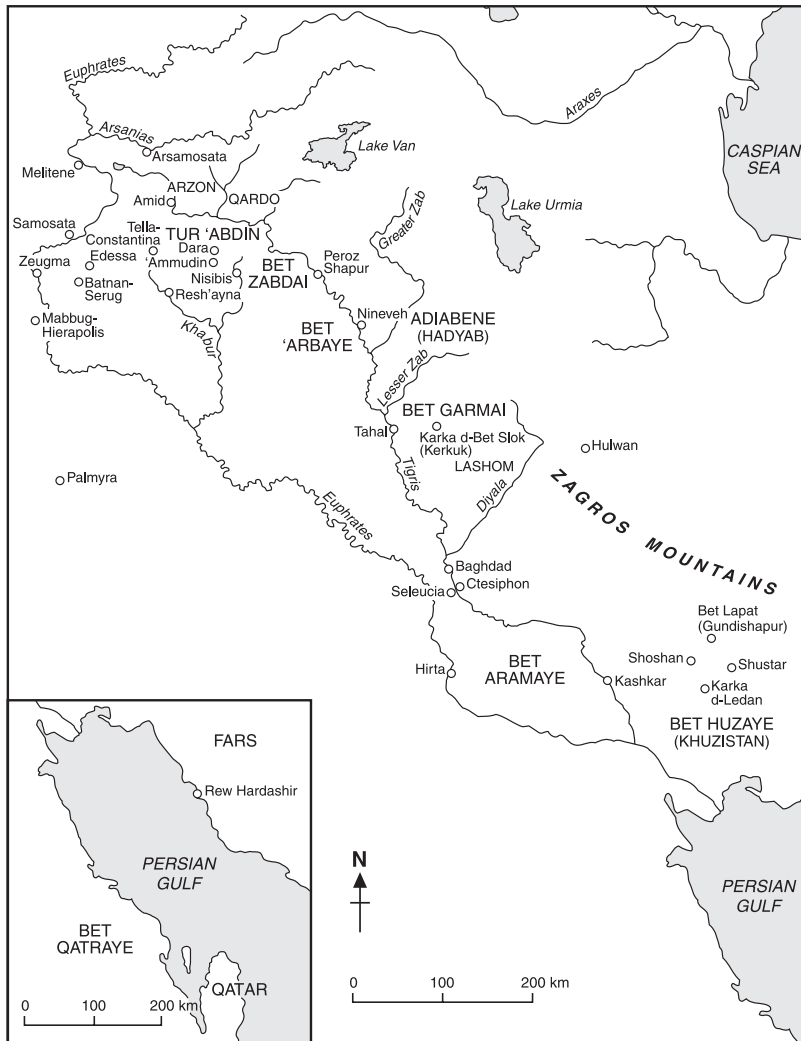 Euphrates
Araxes
Arsanias
Arsamosata
Lake Van
CASPIAN
SEA
Melitene
ARZON
Amid
QARDO
Lake Urmia
Greater Zab
Samosata
Tella-
Constantina
TUR ‘ABDIN
Dara
Edessa
‘Ammudin
Peroz
Shapur
Zeugma
BET
ZABDAI
Nisibis
Batnan-
Serug
Resh’ayna
Nineveh
ADIABENE
(HADYAB)
Mabbug-
Hierapolis
Khabur
BET
‘ARBAYE
Lesser Zab
BET GARMAI
Tahal
Karka d-Bet Slok
(Kerkuk)
Hulwan
LASHOM
Palmyra
Tigris
Diyala
ZAGROS MOUNTAINS
Euphrates
Baghdad
Ctesiphon
Seleucia
Bet Lapat
(Gundishapur)
Shoshan
Shustar
Hirta
BET
ARAMAYE
Kashkar
Karka
d-Ledan
BET HUZAYE
(KHUZISTAN)
FARS
Rew Hardashir
PERSIAN
GULF
BET
QATRAYE
QATAR
0 100 200 km
N
0 100 200 km
PERSIAN
GULF